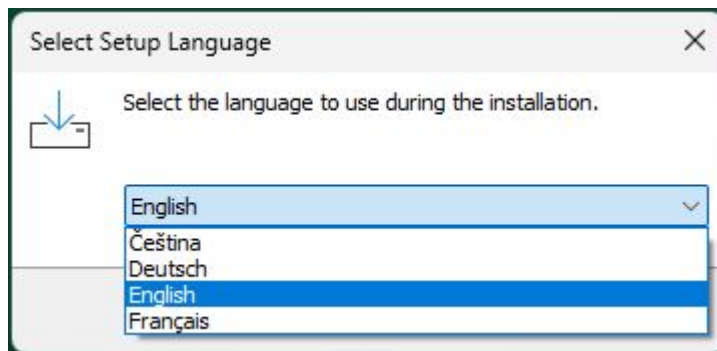 Select Setup Language
Select the language to use during the installation.
English
Čeština
Deutsch
English
Français